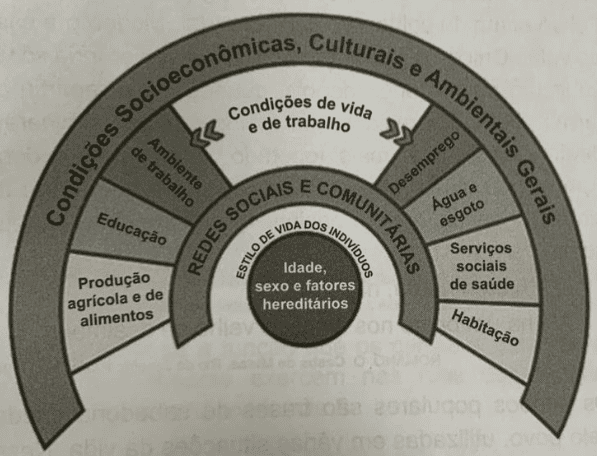 Condições Socioeconômicas, Culturais e Ambientais Gerais
Condições de vida
e de trabalho
Ambiente
de trabalho
Educação
Produção
agrícola e de
alimentos
Desemprego
Água e
esgoto
Serviços
sociais
de saúde
Habitação
REDES SOCIAIS E COMUNITÁRIAS
ESTILO DE VIDA DOS INDIVÍDUOS
Idade,
sexo e fatores
hereditários